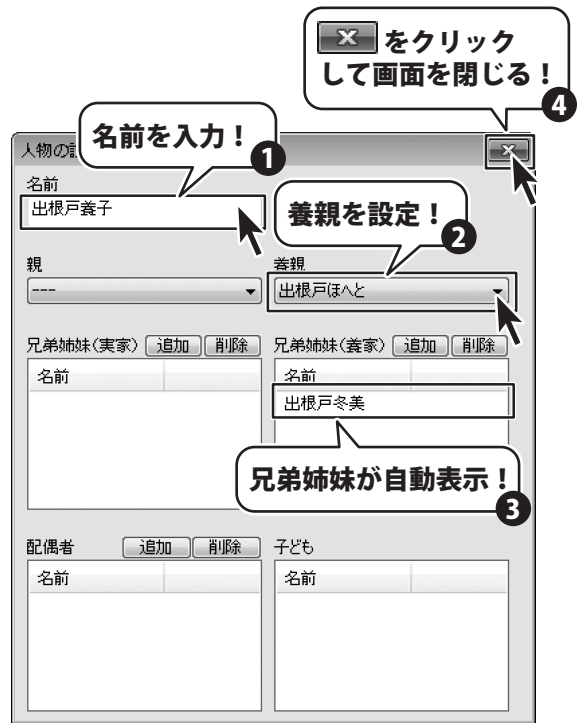 × をクリック
して画面を閉じる！
4
名前を入力！
1
人物の
×
名前
出根戸養子
養親を設定！
2
親
養親
---
出根戸ほへと
兄弟姉妹(実家) 追加 削除
兄弟姉妹(養家) 追加 削除
名前
名前
出根戸冬美
兄弟姉妹が自動表示！
3
配偶者 追加 削除
子ども
名前
名前